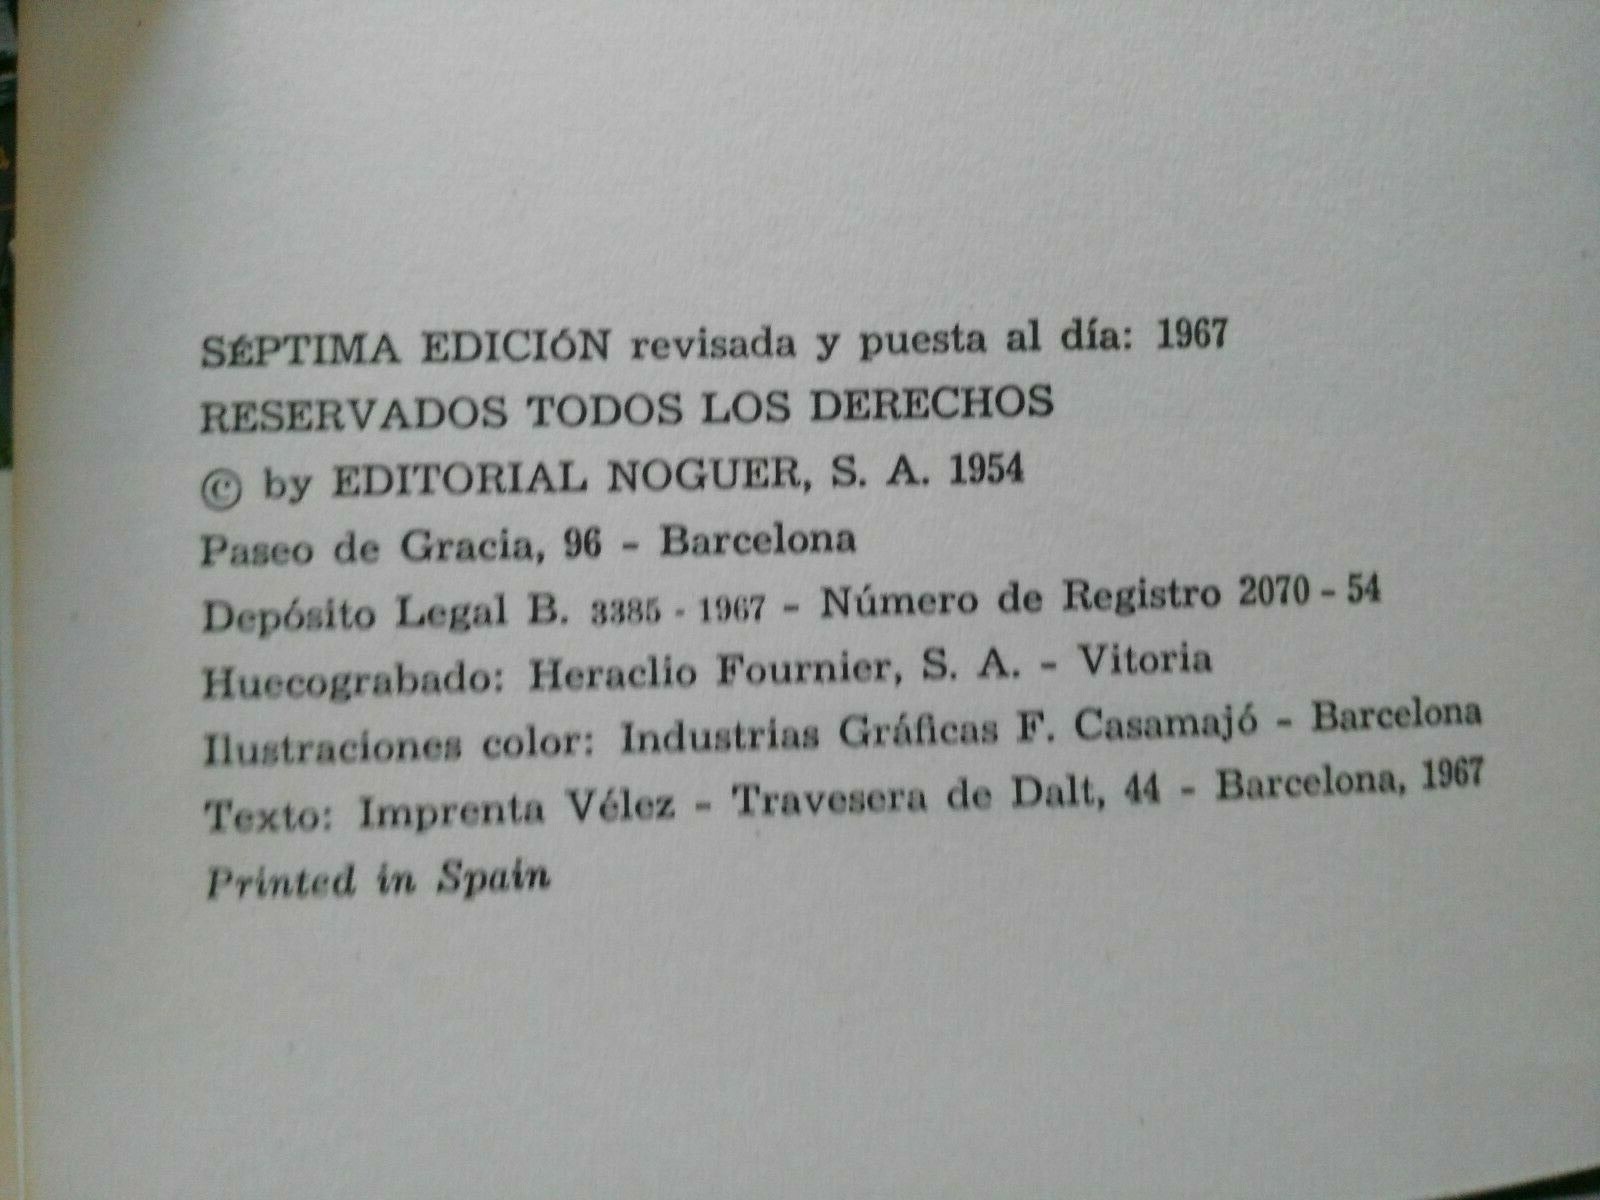 SÉPTIMA EDICIÓN revisada y puesta al día: 1967
RESERVADOS TODOS LOS DERECHOS
© by EDITORIAL NOGUER, S. A. 1954
Paseo de Gracia, 96 - Barcelona
Depósito Legal B. 3385 - 1967 - Número de Registro 2070 - 54
Huecograbado: Heraclio Fournier, S. A. - Vitoria
Ilustraciones color: Industrias Gráficas F. Casamajó - Barcelona
Texto: Imprenta Vélez - Travesera de Dalt, 44 - Barcelona, 1967
Printed in Spain